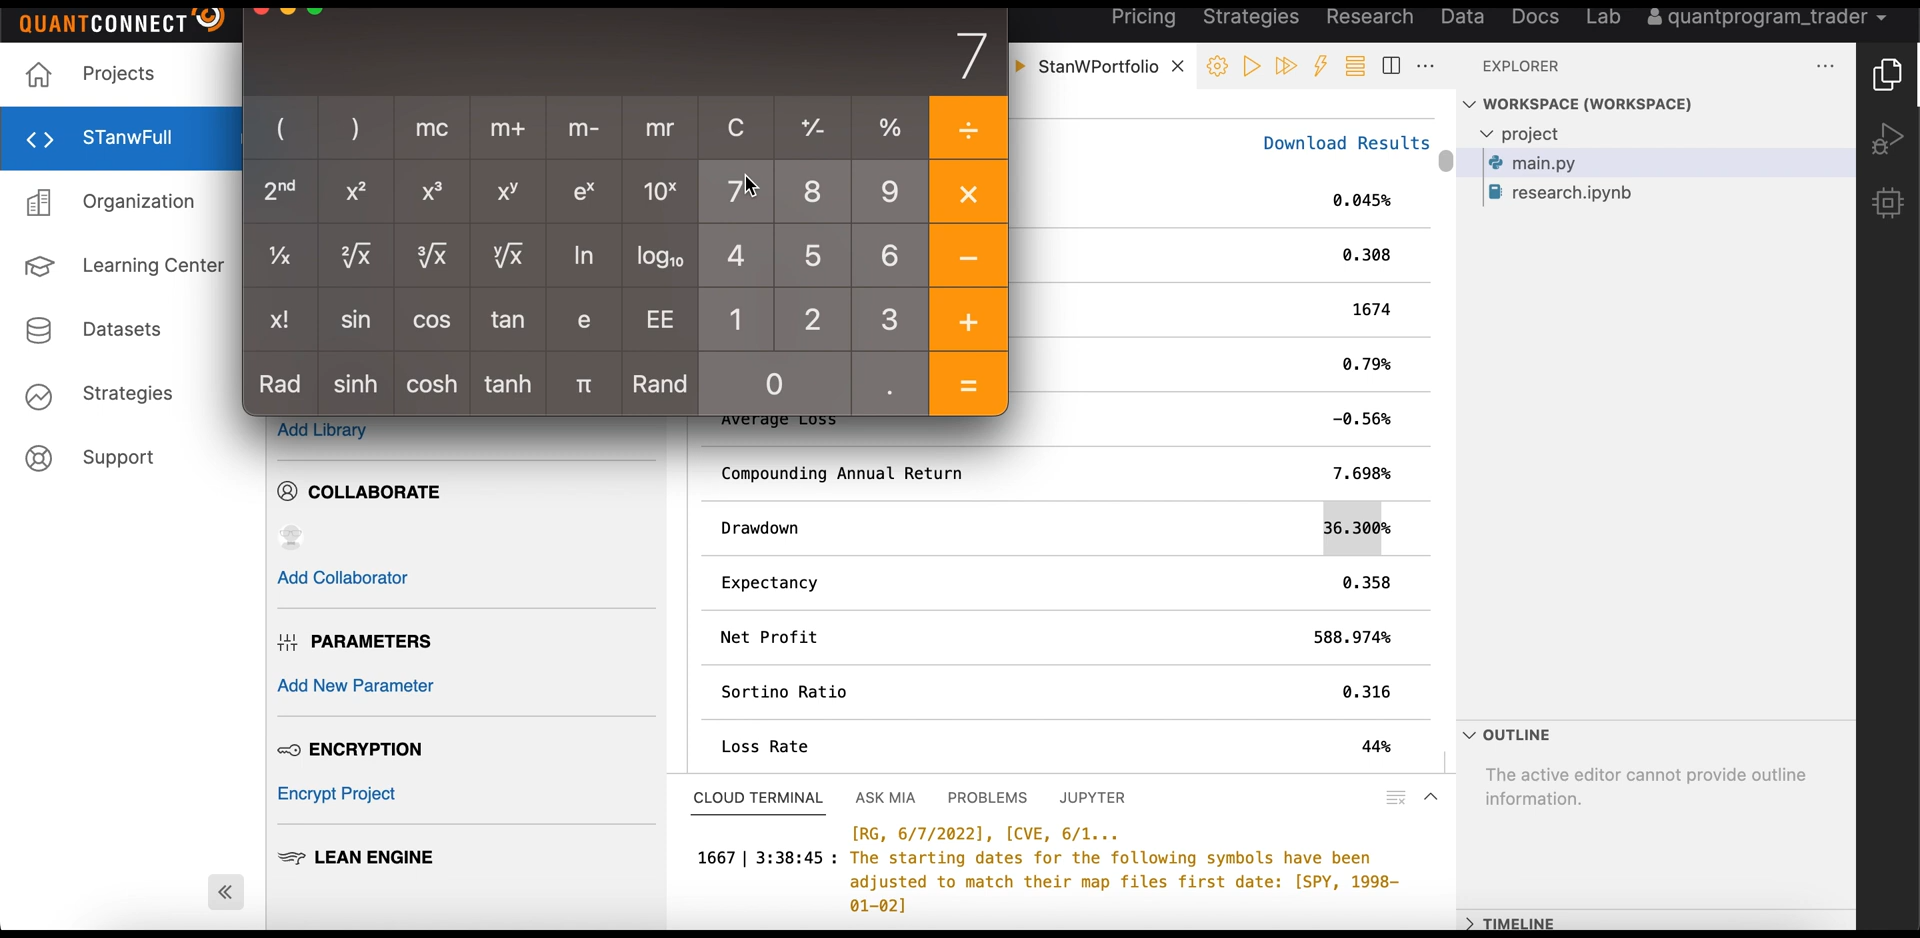 QUANTCONNECT
Pricing Strategies Research Data Docs Lab quantprogram_trader
Projects
STanwFull
Organization
Learning Center
Datasets
Strategies
Support
7
( ) mc m+ m- mr C +⁄- % ÷
2nd x² x³ xʸ eˣ 10ˣ 7 8 9 ×
1⁄x ²√x ³√x ʸ√x ln log₁₀ 4 5 6 −
x! sin cos tan e EE 1 2 3 +
Rad sinh cosh tanh π Rand 0 . =
Add Library
COLLABORATE
Add Collaborator
PARAMETERS
Add New Parameter
ENCRYPTION
Encrypt Project
LEAN ENGINE
StanWPortfolio
Download Results
0.045%
0.308
1674
0.79%
Average Loss -0.56%
Compounding Annual Return 7.698%
Drawdown 36.300%
Expectancy 0.358
Net Profit 588.974%
Sortino Ratio 0.316
Loss Rate 44%
CLOUD TERMINAL ASK MIA PROBLEMS JUPYTER
[RG, 6/7/2022], [CVE, 6/1...
1667 | 3:38:45 : The starting dates for the following symbols have been
adjusted to match their map files first date: [SPY, 1998-
01-02]
EXPLORER
WORKSPACE (WORKSPACE)
project
main.py
research.ipynb
OUTLINE
The active editor cannot provide outline
information.
TIMELINE